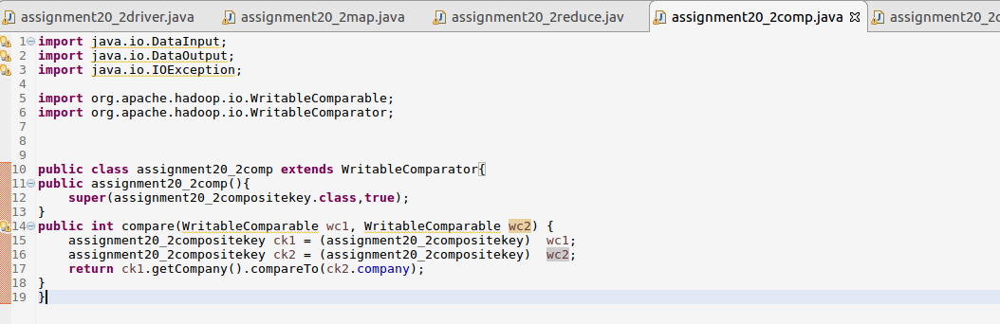 assignment20_2driver.java assignment20_2map.java assignment20_2reduce.jav assignment20_2comp.java assignment20_2c
1 import java.io.DataInput;
2 import java.io.DataOutput;
3 import java.io.IOException;
4
5 import org.apache.hadoop.io.WritableComparable;
6 import org.apache.hadoop.io.WritableComparator;
7
8
9
10 public class assignment20_2comp extends WritableComparator{
11 public assignment20_2comp(){
12 super(assignment20_2compositekey.class,true);
13 }
14 public int compare(WritableComparable wc1, WritableComparable wc2) {
15 assignment20_2compositekey ck1 = (assignment20_2compositekey) wc1;
16 assignment20_2compositekey ck2 = (assignment20_2compositekey) wc2;
17 return ck1.getCompany().compareTo(ck2.company);
18 }
19 }